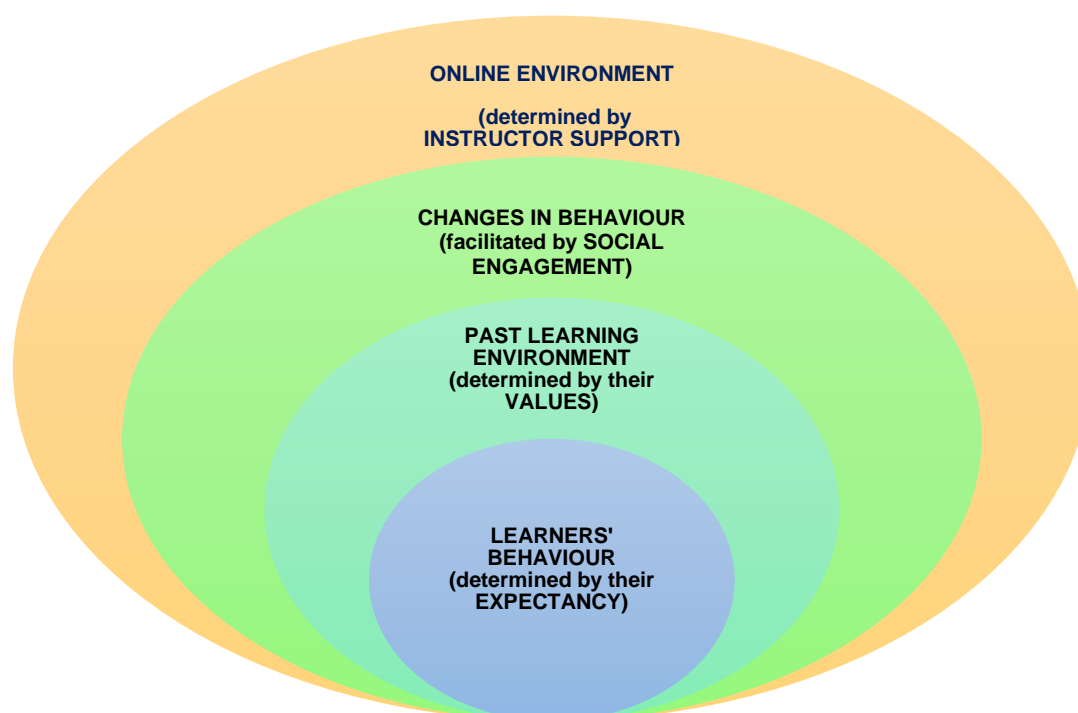 ONLINE ENVIRONMENT
(determined by
INSTRUCTOR SUPPORT)
CHANGES IN BEHAVIOUR
(facilitated by SOCIAL
ENGAGEMENT)
PAST LEARNING
ENVIRONMENT
(determined by their
VALUES)
LEARNERS'
BEHAVIOUR
(determined by their
EXPECTANCY)